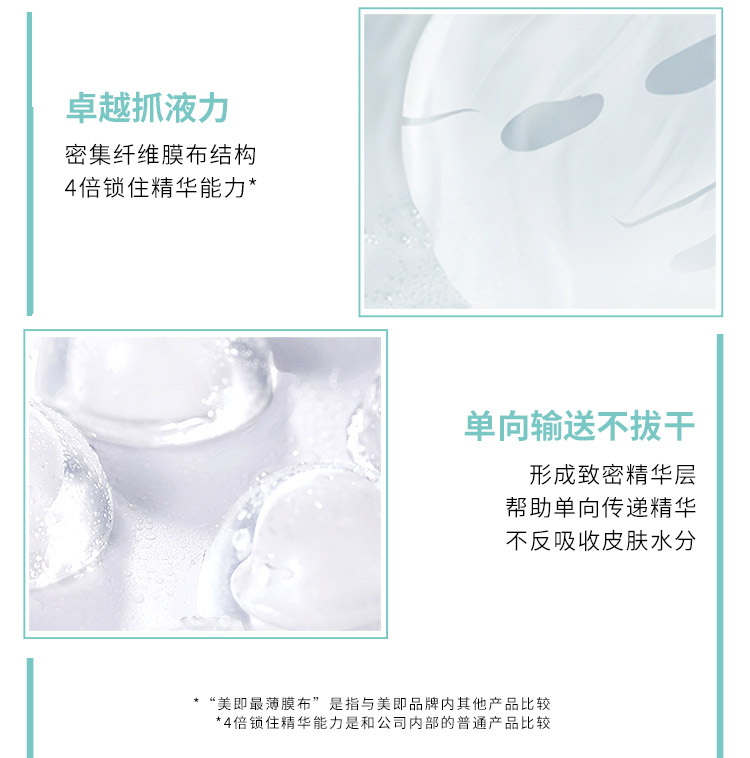 卓越抓液力
密集纤维膜布结构
4倍锁住精华能力*
单向输送不拔干
形成致密精华层
帮助单向传递精华
不反吸收皮肤水分
*“美即最薄膜布”是指与美即品牌内其他产品比较
*4倍锁住精华能力是和公司内部的普通产品比较